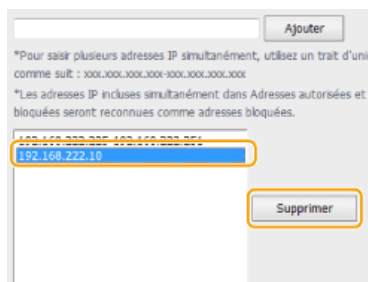 Ajouter
*Pour saisir plusieurs adresses IP simultanément, utilisez un trait d'uni
comme suit : xxx.xxx.xxx.xxx-xxx.xxx.xxx.xxx
*Les adresses IP incluses simultanément dans Adresses autorisées et
bloquées seront reconnues comme adresses bloquées.
192.168.222.10
Supprimer